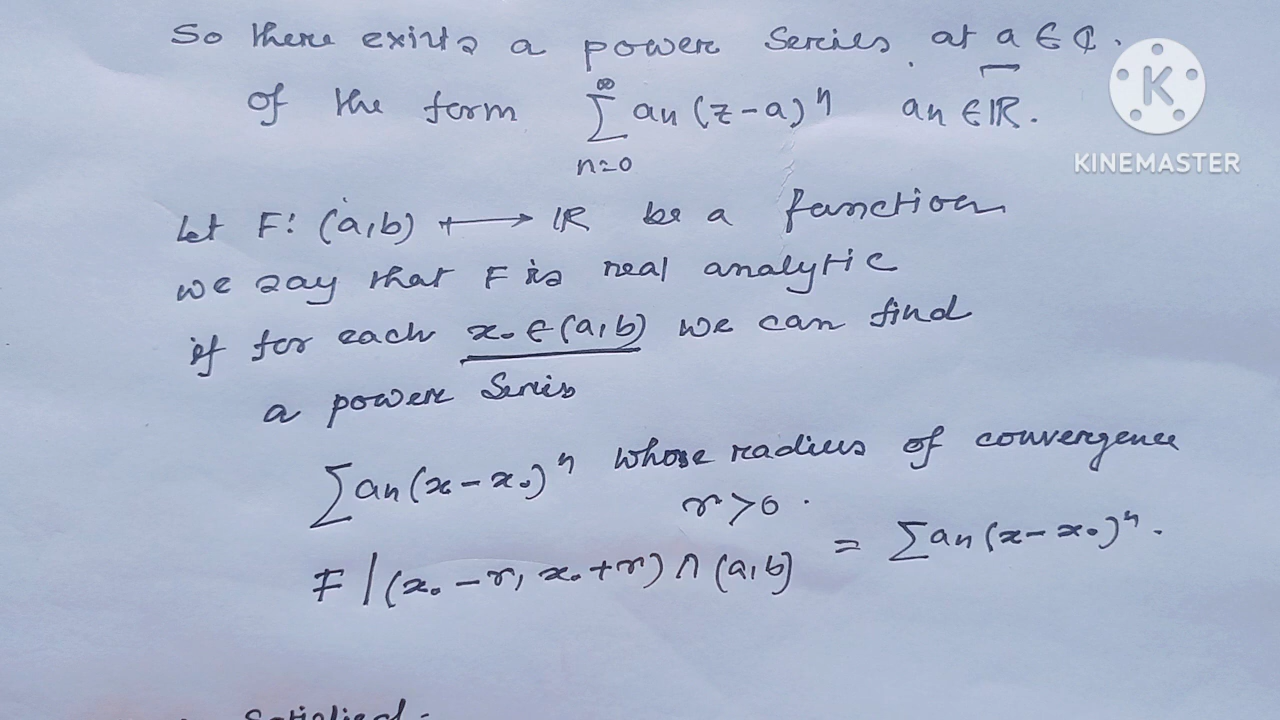 So there exists a power series at a ∈ ℂ.
of the form ∑_{n=0}^{∞} an (z-a)^n an ∈ ℝ.
K
KINEMASTER
Let F: (a,b) ⟼ ℝ be a function
we say that F is real analytic
if for each x₀ ∈ (a,b) we can find
a power series
∑ an (x-x₀)^n whose radius of convergence
r > 0.
F | (x₀-r, x₀+r) ∩ (a,b) = ∑ an (x-x₀)^n.
Satisfied.